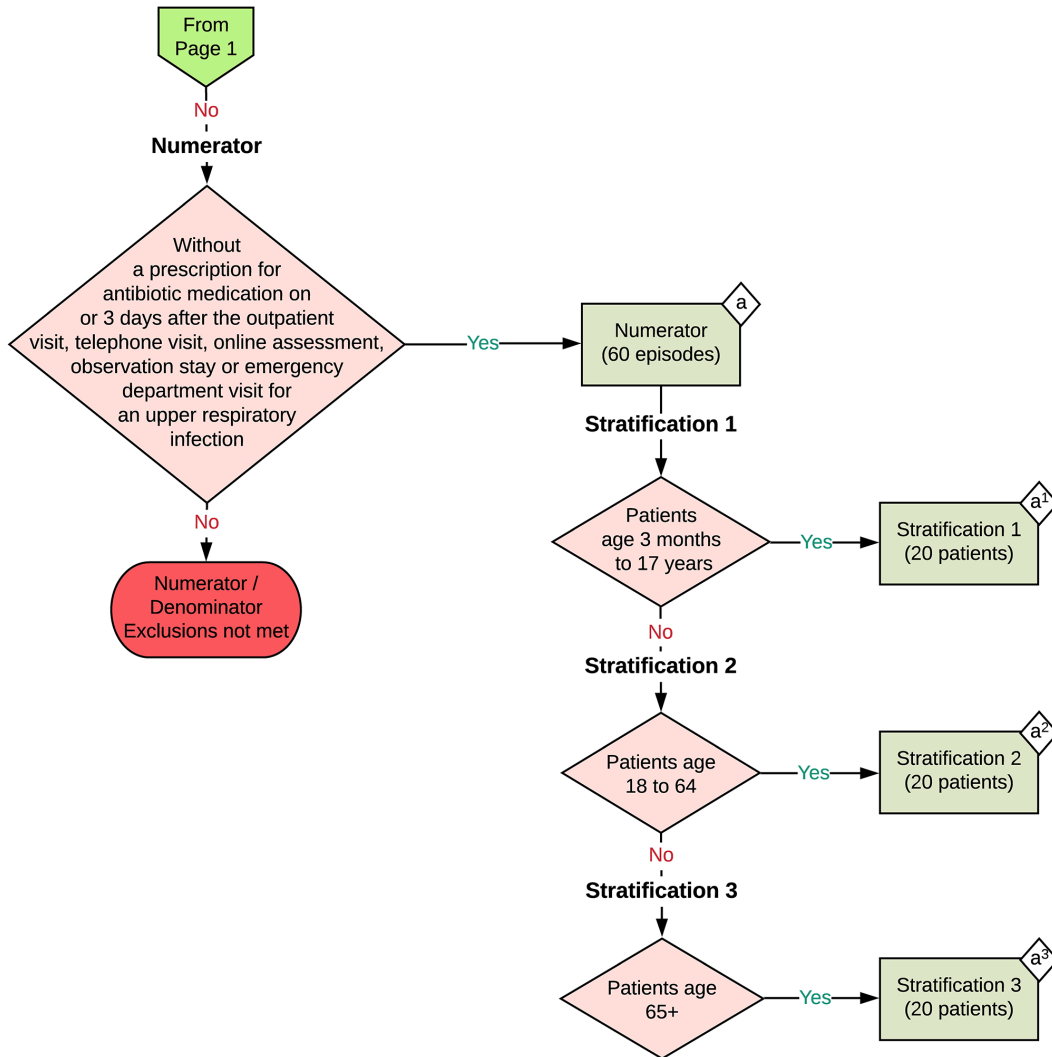 From
Page 1
No
Numerator
Without
a prescription for
antibiotic medication on
or 3 days after the outpatient
visit, telephone visit, online assessment,
observation stay or emergency
department visit for
an upper respiratory
infection
Yes
a
Numerator
(60 episodes)
No
Numerator /
Denominator
Exclusions not met
Stratification 1
Patients
age 3 months
to 17 years
Yes
a¹
Stratification 1
(20 patients)
No
Stratification 2
Patients age
18 to 64
Yes
a²
Stratification 2
(20 patients)
No
Stratification 3
Patients age
65+
Yes
a³
Stratification 3
(20 patients)